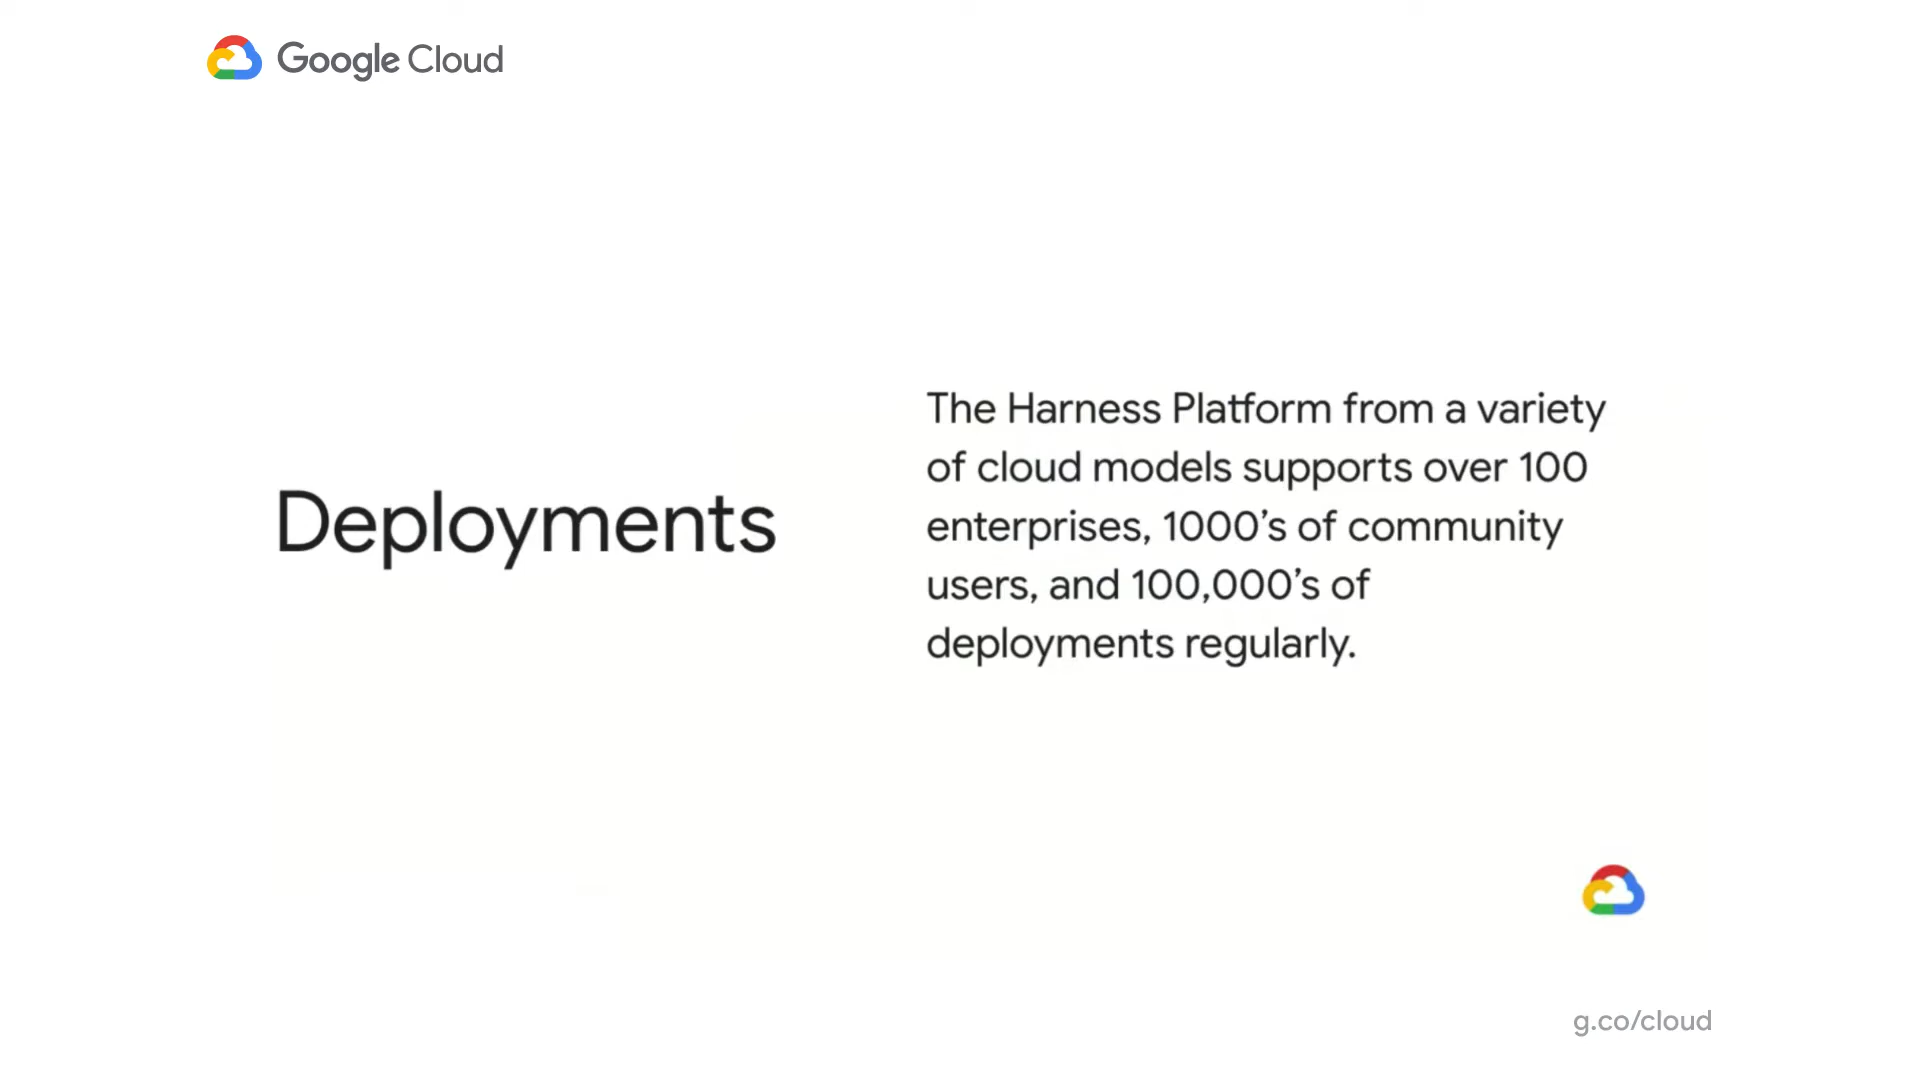 Google Cloud
Deployments
The Harness Platform from a variety
of cloud models supports over 100
enterprises, 1000’s of community
users, and 100,000’s of
deployments regularly.
g.co/cloud